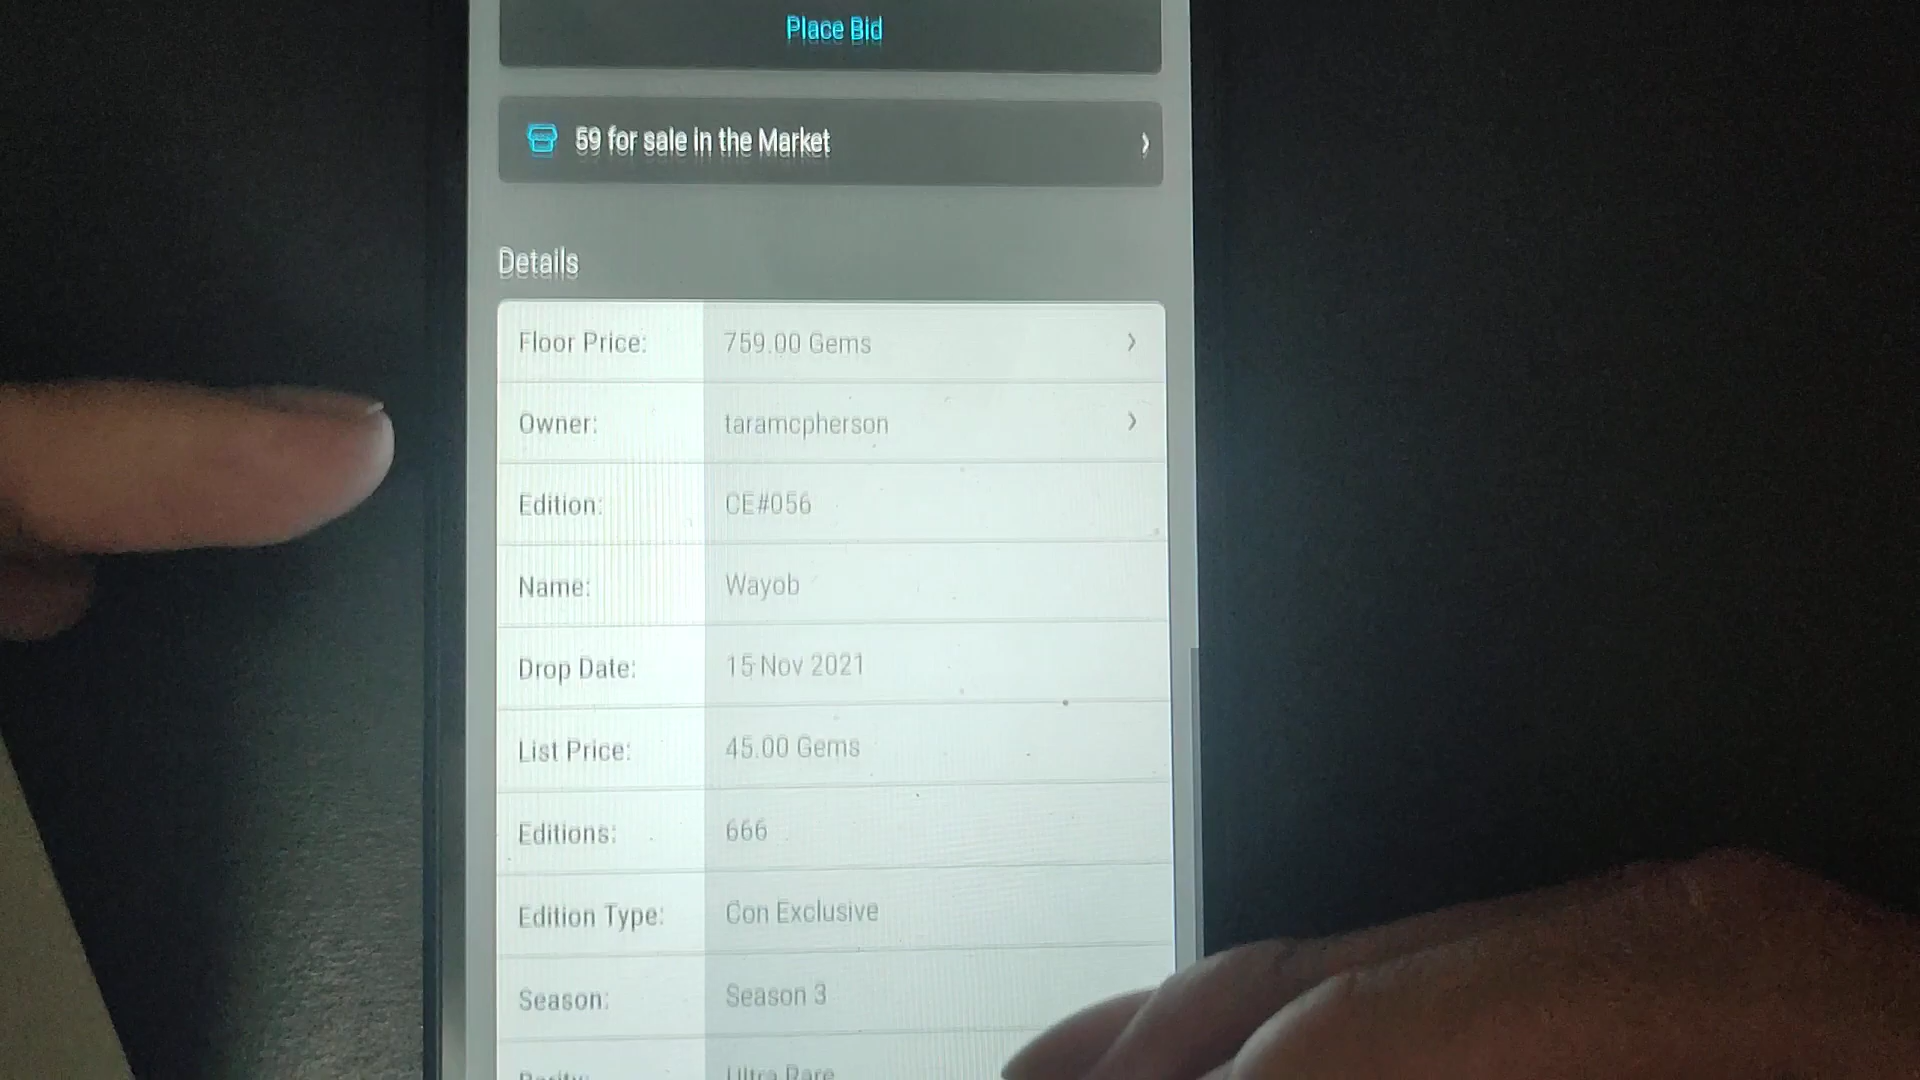 Place Bid
59 for sale in the Market
Details
Floor Price: 759.00 Gems
Owner: taramcpherson
Edition: CE#056
Name: Wayob
Drop Date: 15 Nov 2021
List Price: 45.00 Gems
Editions: 666
Edition Type: Con Exclusive
Season: Season 3
Rarity: Ultra Rare